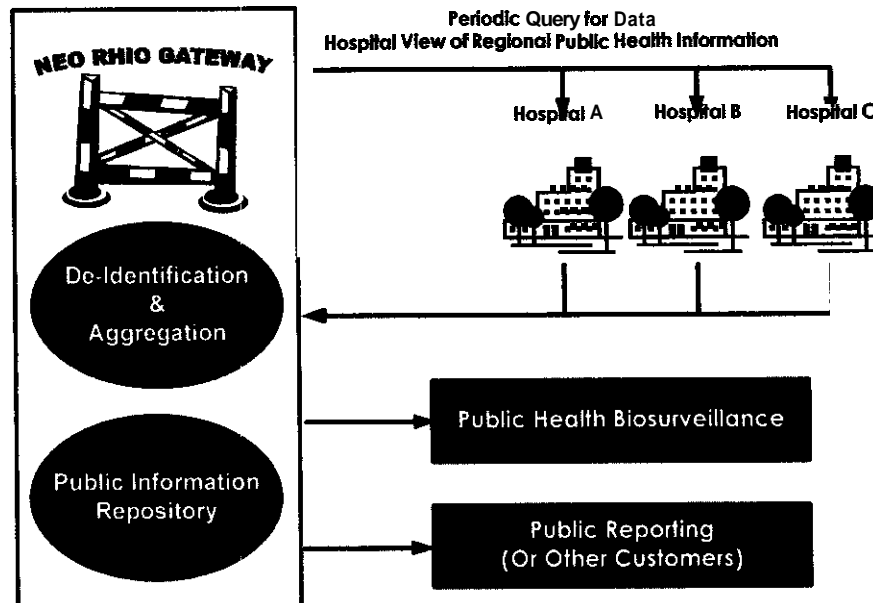 Periodic Query for Data
Hospital View of Regional Public Health Information
NEO RHIO GATEWAY
Hospital A
Hospital B
Hospital C
De-Identification
&
Aggregation
Public Health Biosurveillance
Public Information
Repository
Public Reporting
(Or Other Customers)